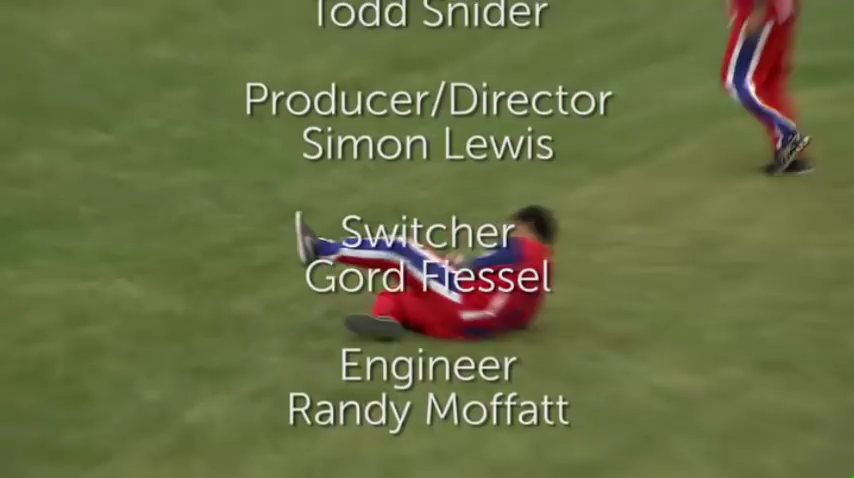 Todd Snider
Producer/Director
Simon Lewis
Switcher
Gord Fiessel
Engineer
Randy Moffatt